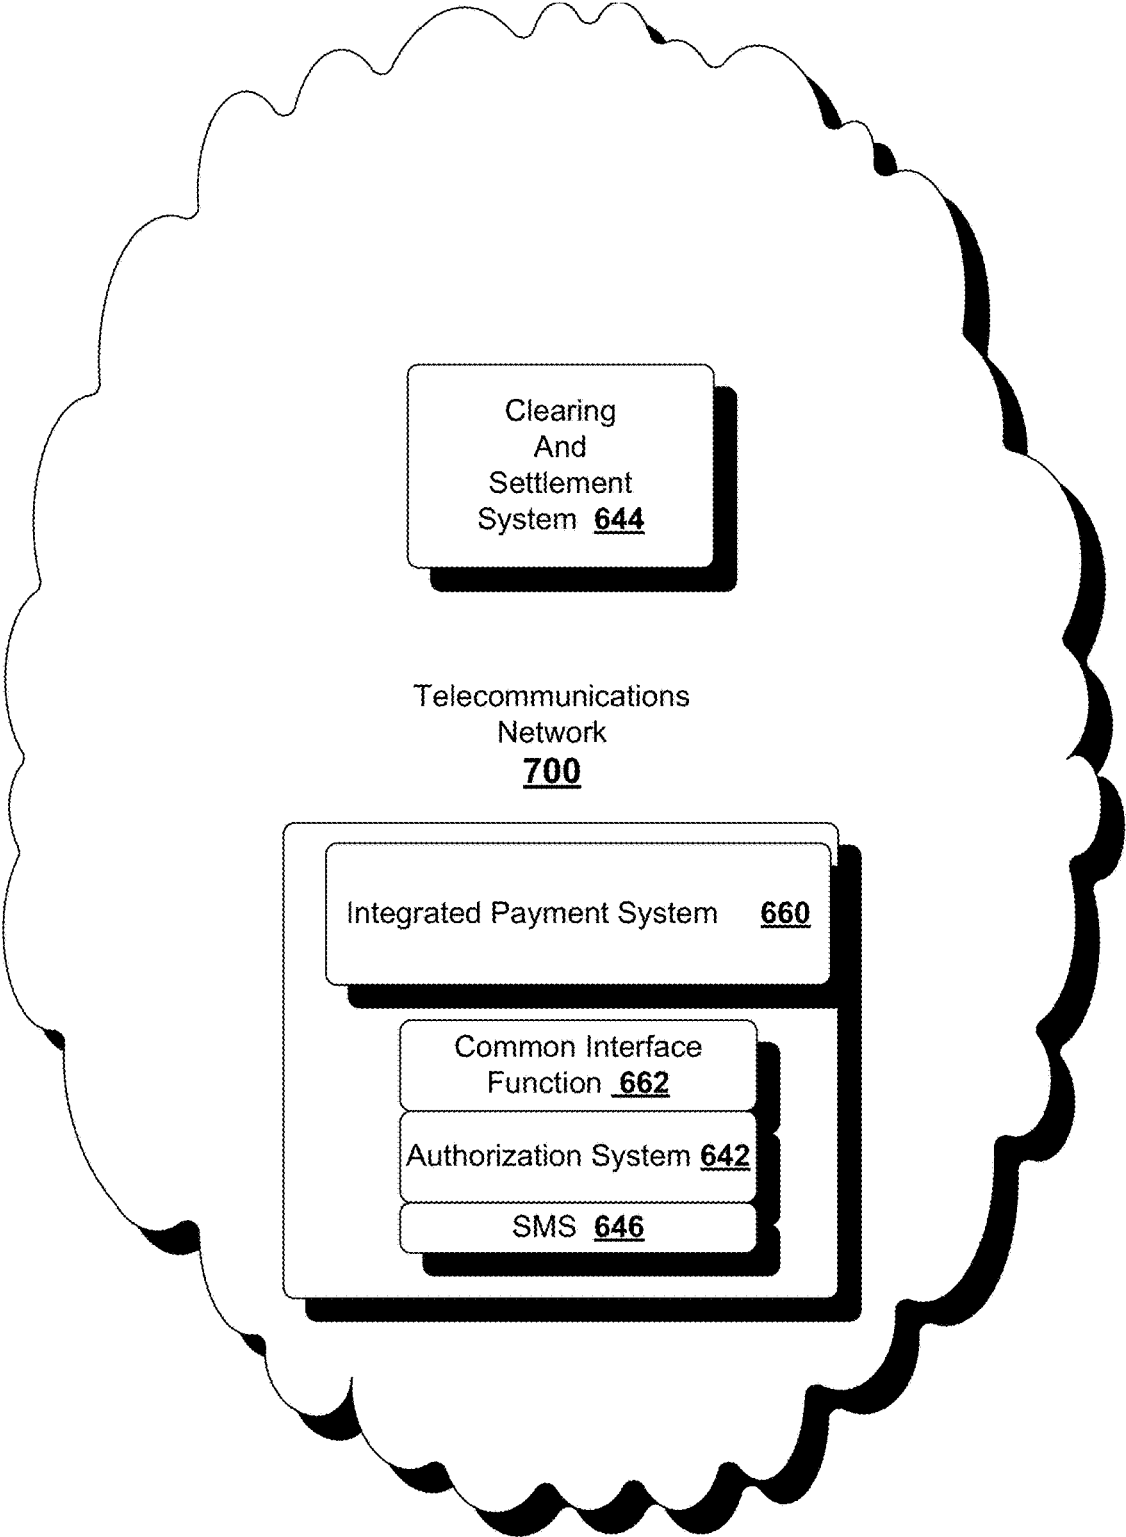 Clearing
And
Settlement
System 644
Telecommunications
Network
700
Integrated Payment System 660
Common Interface
Function 662
Authorization System 642
SMS 646